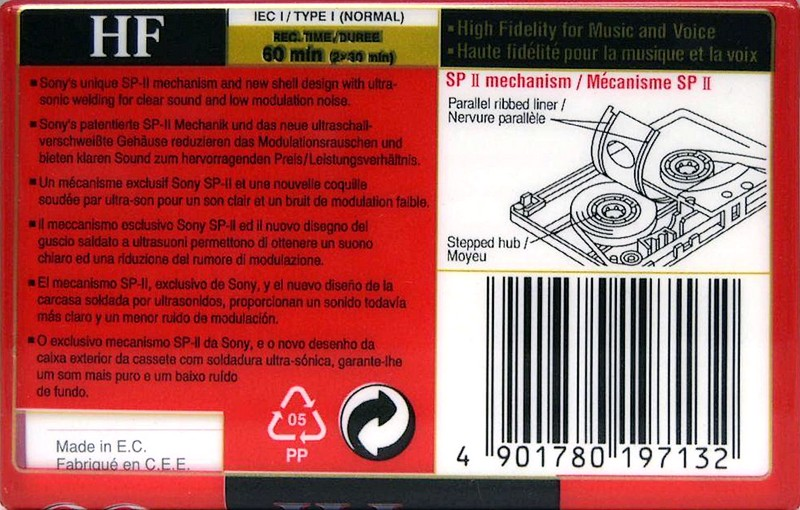 HF
IEC I / TYPE I (NORMAL)
REC.TIME/DUREE
60 min (2×30 min)
▪High Fidelity for Music and Voice
▪Haute fidélité pour la musique et la voix
▪Sony's unique SP-II mechanism and new shell design with ultra-
sonic welding for clear sound and low modulation noise.
▪Sony's patentierte SP-II Mechanik und das neue ultraschall-
verschweißte Gehäuse reduzieren das Modulationsrauschen und
bieten klaren Sound zum hervorragenden Preis/Leistungsverhältnis.
▪Un mécanisme exclusif Sony SP-II et une nouvelle coquille
soudée par ultra-son pour un son clair et un bruit de modulation faible.
▪Il meccanismo esclusivo Sony SP-II ed il nuovo disegno del
guscio saldato a ultrasuoni permettono di ottenere un suono
chiaro ed una riduzione del rumore di modulazione.
▪El mecanismo SP-II, exclusivo de Sony, y el nuevo diseño de la
carcasa soldada por ultrasonidos, proporcionan un sonido todavía
más claro y un menor ruido de modulación.
▪O exclusivo mecanismo SP-II da Sony, e o novo desenho da
caixa exterior da cassete com soldadura ultra-sónica, garante-lhe
um som mais puro e um baixo ruído
de fundo.
SP II mechanism / Mécanisme SP II
Parallel ribbed liner /
Nervure parallèle
Stepped hub /
Moyeu
05
PP
Made in E.C.
Fabriqué en C.E.E.
4 901780 197132